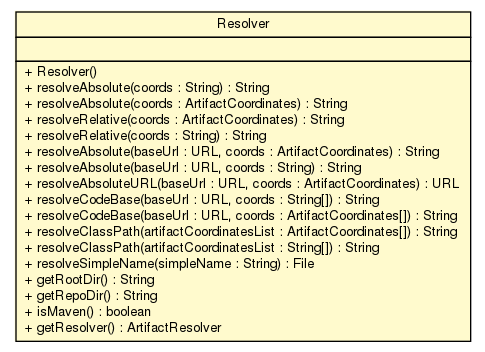 Resolver
+ Resolver()
+ resolveAbsolute(coords : String) : String
+ resolveAbsolute(coords : ArtifactCoordinates) : String
+ resolveRelative(coords : ArtifactCoordinates) : String
+ resolveRelative(coords : String) : String
+ resolveAbsolute(baseUrl : URL, coords : ArtifactCoordinates) : String
+ resolveAbsolute(baseUrl : URL, coords : String) : String
+ resolveAbsoluteURL(baseUrl : URL, coords : ArtifactCoordinates) : URL
+ resolveCodeBase(baseUrl : URL, coords : String[]) : String
+ resolveCodeBase(baseUrl : URL, coords : ArtifactCoordinates[]) : String
+ resolveClassPath(artifactCoordinatesList : ArtifactCoordinates[]) : String
+ resolveClassPath(artifactCoordinatesList : String[]) : String
+ resolveSimpleName(simpleName : String) : File
+ getRootDir() : String
+ getRepoDir() : String
+ isMaven() : boolean
+ getResolver() : ArtifactResolver